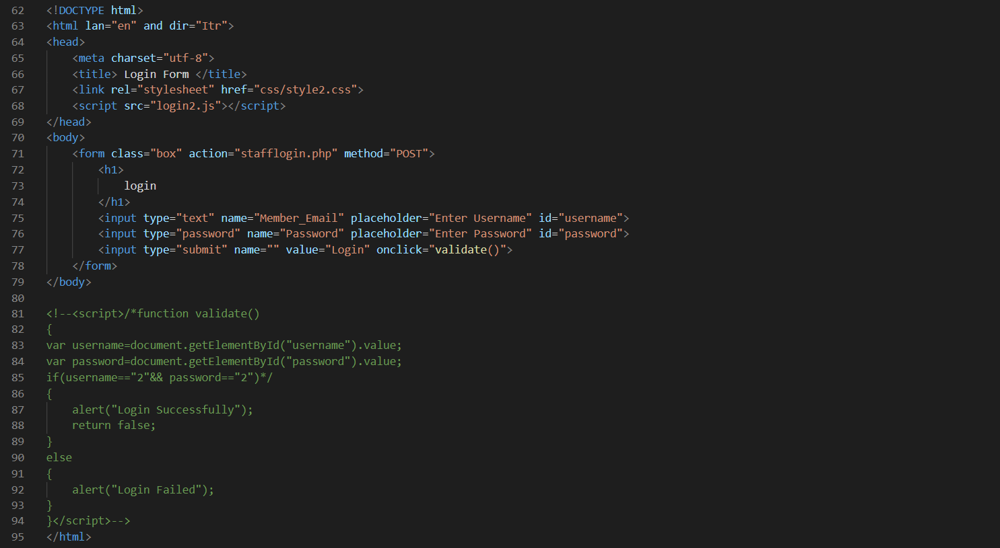 62 <!DOCTYPE html>
63 <html lan="en" and dir="Itr">
64 <head>
65     <meta charset="utf-8">
66     <title> Login Form </title>
67     <link rel="stylesheet" href="css/style2.css">
68     <script src="login2.js"></script>
69 </head>
70 <body>
71     <form class="box" action="stafflogin.php" method="POST">
72         <h1>
73             login
74         </h1>
75         <input type="text" name="Member_Email" placeholder="Enter Username" id="username">
76         <input type="password" name="Password" placeholder="Enter Password" id="password">
77         <input type="submit" name="" value="Login" onclick="validate()">
78     </form>
79 </body>
80
81 <!--<script>/*function validate()
82 {
83 var username=document.getElementById("username").value;
84 var password=document.getElementById("password").value;
85 if(username=="2"&& password=="2")*/
86 {
87     alert("Login Successfully");
88     return false;
89 }
90 else
91 {
92     alert("Login Failed");
93 }
94 }</script>-->
95 </html>